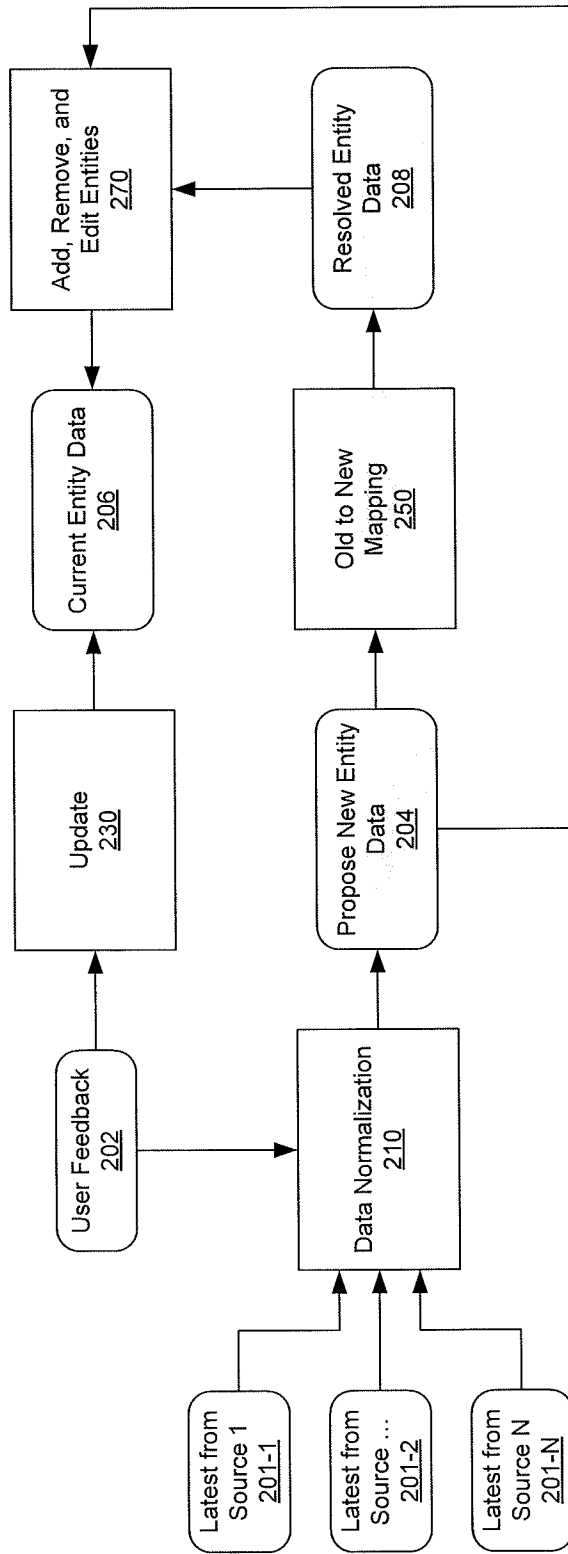 User Feedback
202
Update
230
Current Entity Data
206
Add, Remove, and
Edit Entities
270
Latest from
Source 1
201-1
Latest from
Source ...
201-2
Latest from
Source N
201-N
Data Normalization
210
Propose New Entity
Data
204
Old to New
Mapping
250
Resolved Entity
Data
208